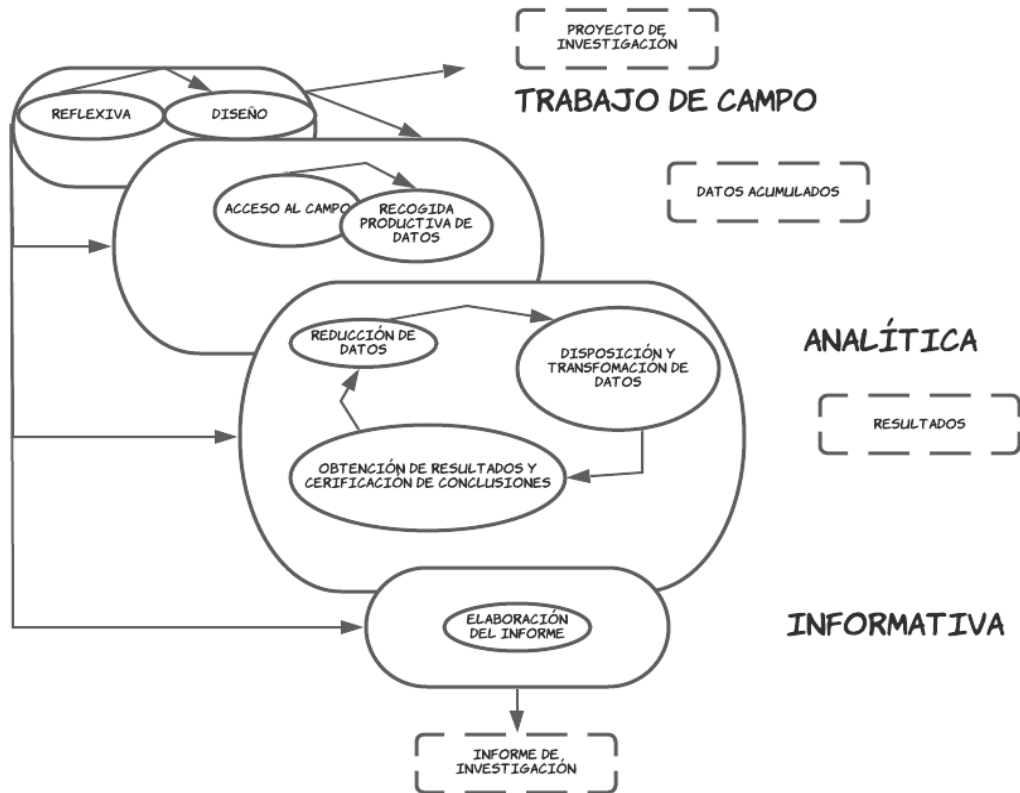 PROYECTO DE
INVESTIGACIÓN
TRABAJO DE CAMPO
REFLEXIVA
DISEÑO
DATOS ACUMULADOS
ACCESO AL CAMPO
RECOGIDA
PRODUCTIVA DE
DATOS
REDUCCIÓN DE
DATOS
DISPOSICIÓN Y
TRANSFOMACIÓN DE
DATOS
ANALÍTICA
RESULTADOS
OBTENCIÓN DE RESULTADOS Y
CERIFICACIÓN DE CONCLUSIONES
ELABORACIÓN
DEL INFORME
INFORMATIVA
INFORME DE
INVESTIGACIÓN